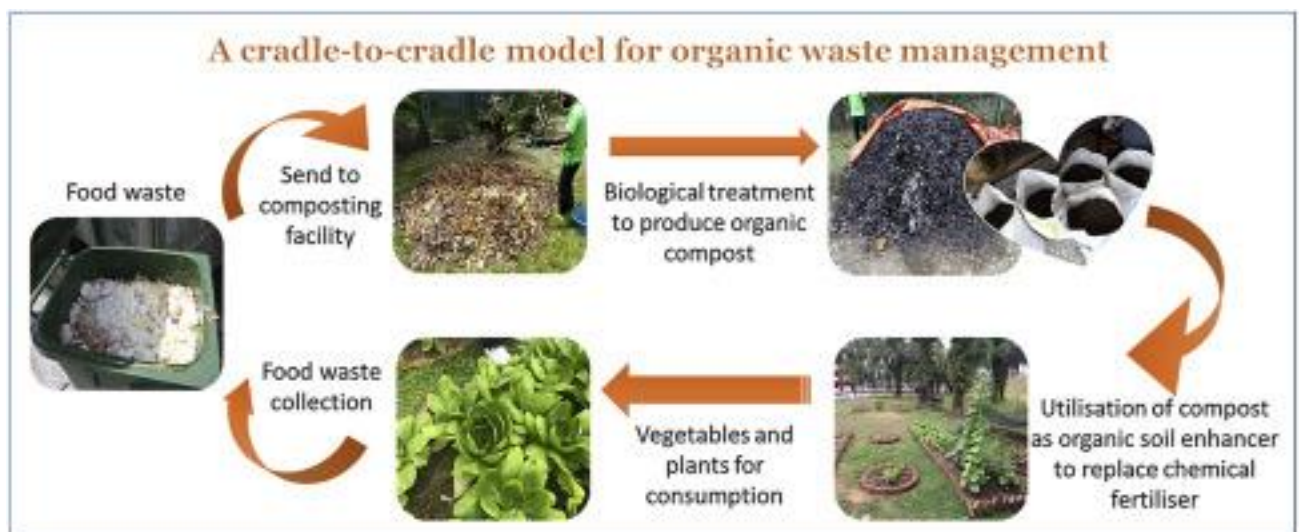 A cradle-to-cradle model for organic waste management
Food waste
Send to
composting
facility
Biological treatment
to produce organic
compost
Utilisation of compost
as organic soil enhancer
to replace chemical
fertiliser
Vegetables and
plants for
consumption
Food waste
collection